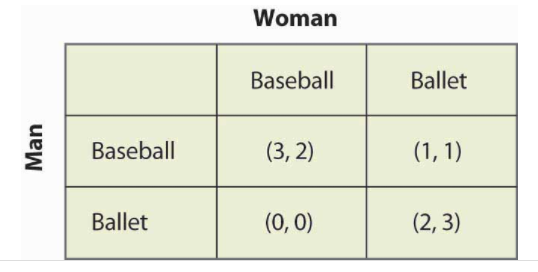 Woman
Baseball Ballet
Man
Baseball (3, 2) (1, 1)
Ballet (0, 0) (2, 3)